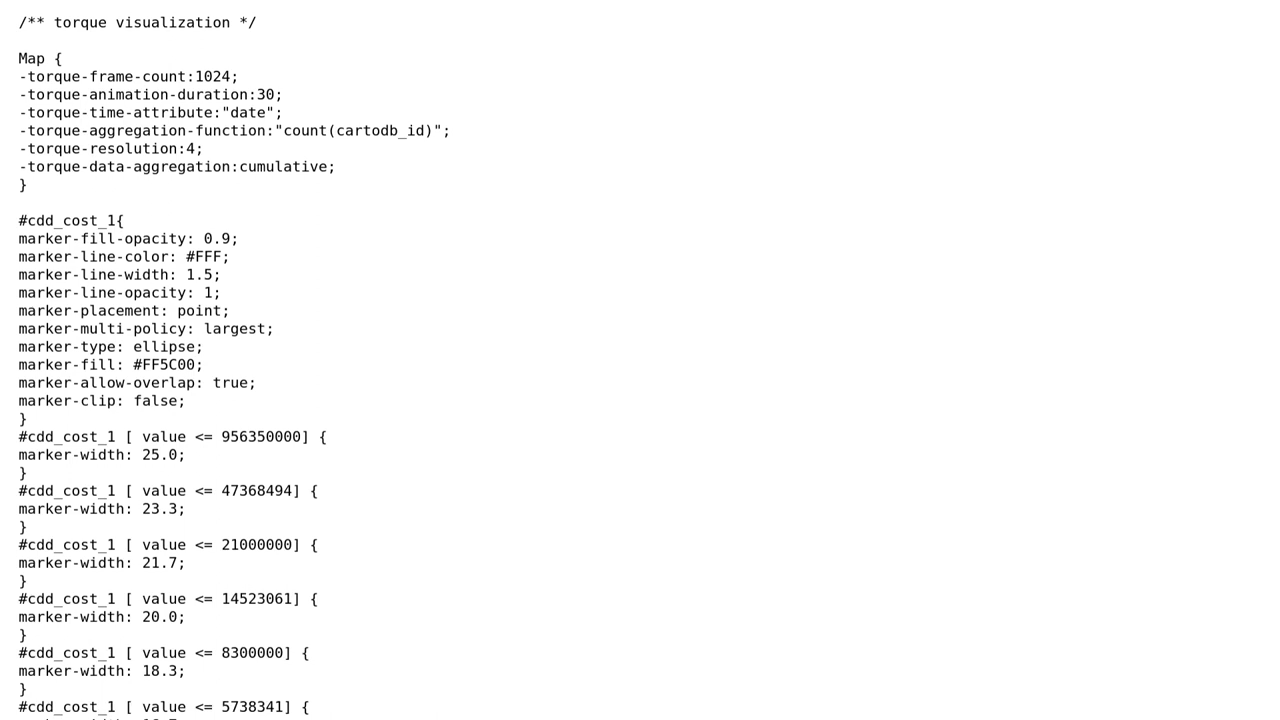 /** torque visualization */

Map {
-torque-frame-count:1024;
-torque-animation-duration:30;
-torque-time-attribute:"date";
-torque-aggregation-function:"count(cartodb_id)";
-torque-resolution:4;
-torque-data-aggregation:cumulative;
}

#cdd_cost_1{
marker-fill-opacity: 0.9;
marker-line-color: #FFF;
marker-line-width: 1.5;
marker-line-opacity: 1;
marker-placement: point;
marker-multi-policy: largest;
marker-type: ellipse;
marker-fill: #FF5C00;
marker-allow-overlap: true;
marker-clip: false;
}
#cdd_cost_1 [ value <= 956350000] {
marker-width: 25.0;
}
#cdd_cost_1 [ value <= 47368494] {
marker-width: 23.3;
}
#cdd_cost_1 [ value <= 21000000] {
marker-width: 21.7;
}
#cdd_cost_1 [ value <= 14523061] {
marker-width: 20.0;
}
#cdd_cost_1 [ value <= 8300000] {
marker-width: 18.3;
}
#cdd_cost_1 [ value <= 5738341] {